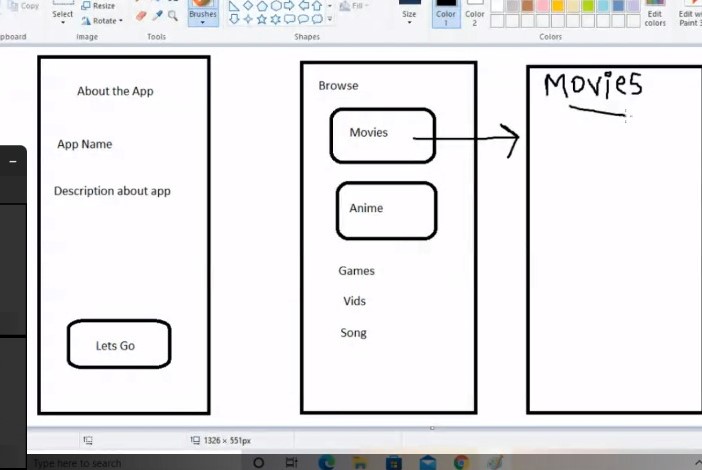 Copy
pboard
Select
Resize
Rotate
Image
Tools
Brushes
Shapes
Fill
Size
Color
1
Color
2
Colors
Edit
colors
Edit w
Paint 3
About the App
App Name
Description about app
Lets Go
Browse
Movies
Anime
Games
Vids
Song
Movies
1326 × 551px
Type here to search